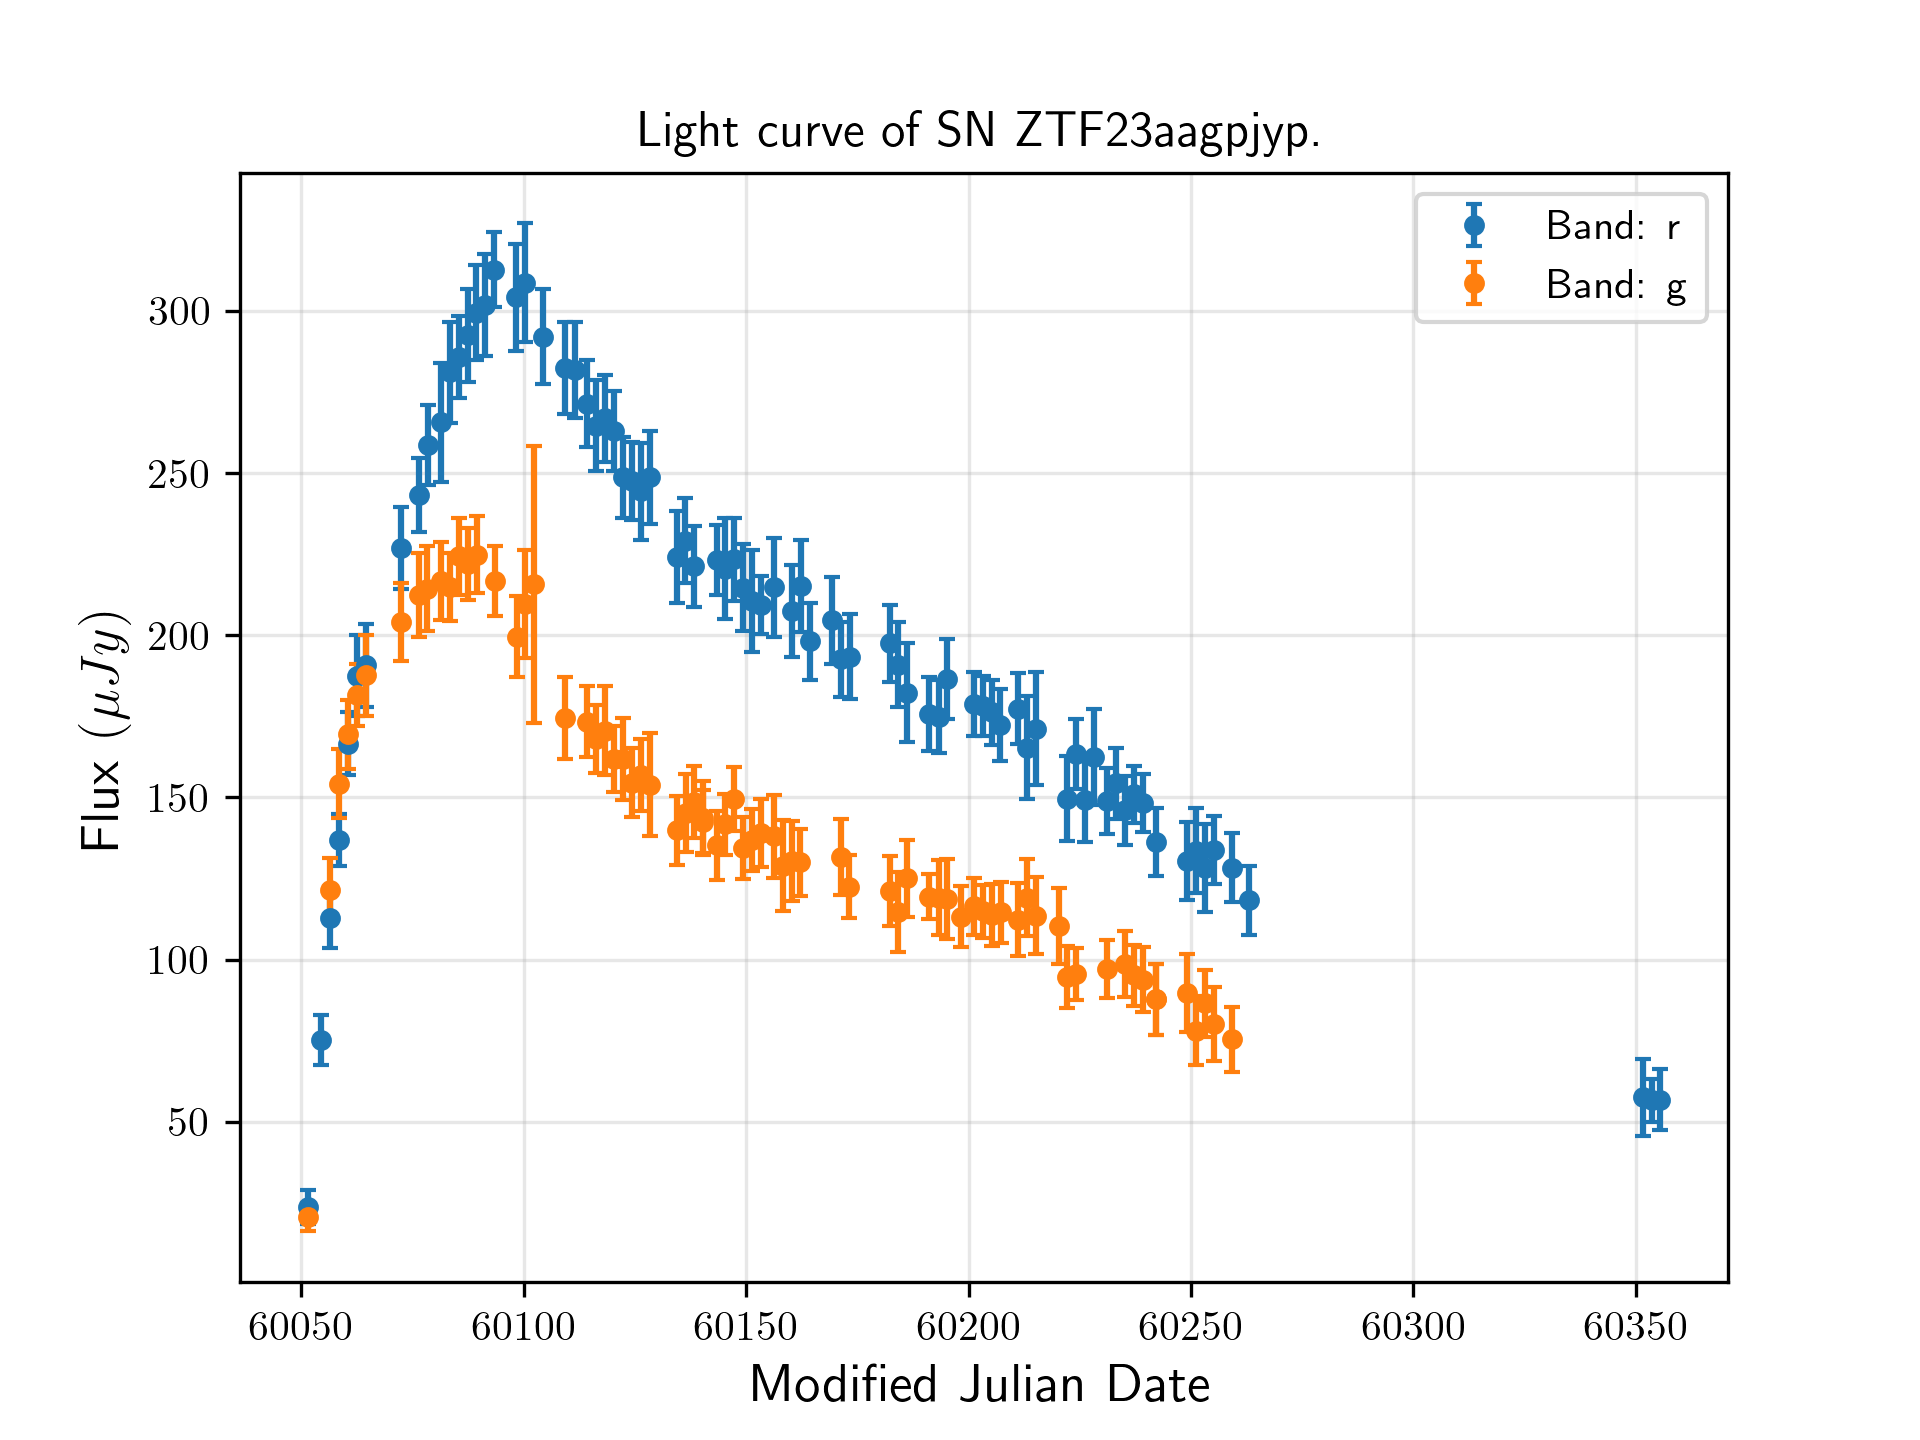 Light curve of SN ZTF23aagpjyp.
Band: r
Band: g
300
250
200
150
100
50
Flux (μJy)
60050 60100 60150 60200 60250 60300 60350
Modified Julian Date